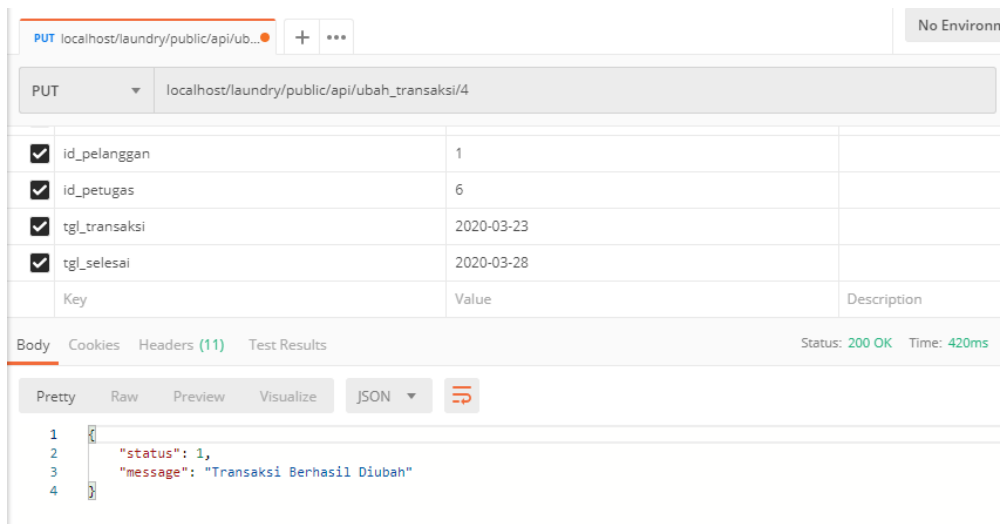 PUT localhost/laundry/public/api/ub... + •••
No Environn
PUT localhost/laundry/public/api/ubah_transaksi/4
id_pelanggan 1
id_petugas 6
tgl_transaksi 2020-03-23
tgl_selesai 2020-03-28
Key Value Description
Body Cookies Headers (11) Test Results Status: 200 OK Time: 420ms
Pretty Raw Preview Visualize JSON
1 {
2 "status": 1,
3 "message": "Transaksi Berhasil Diubah"
4 }